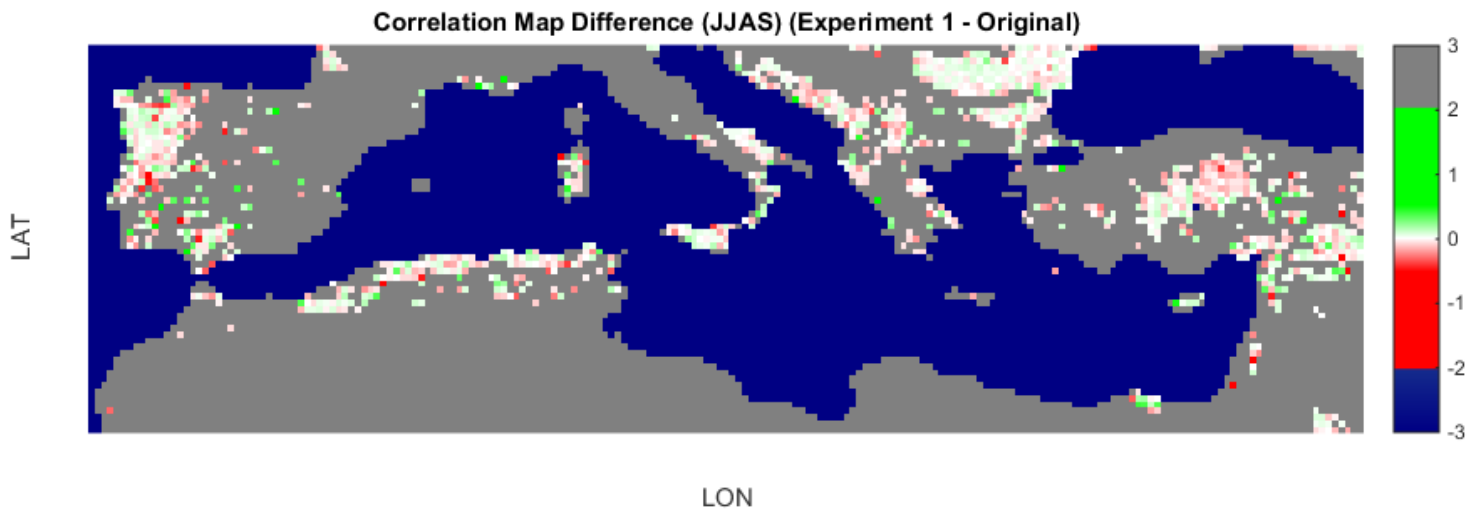 Correlation Map Difference (JJAS) (Experiment 1 - Original)
3
2
1
0
-1
-2
-3
LAT
LON